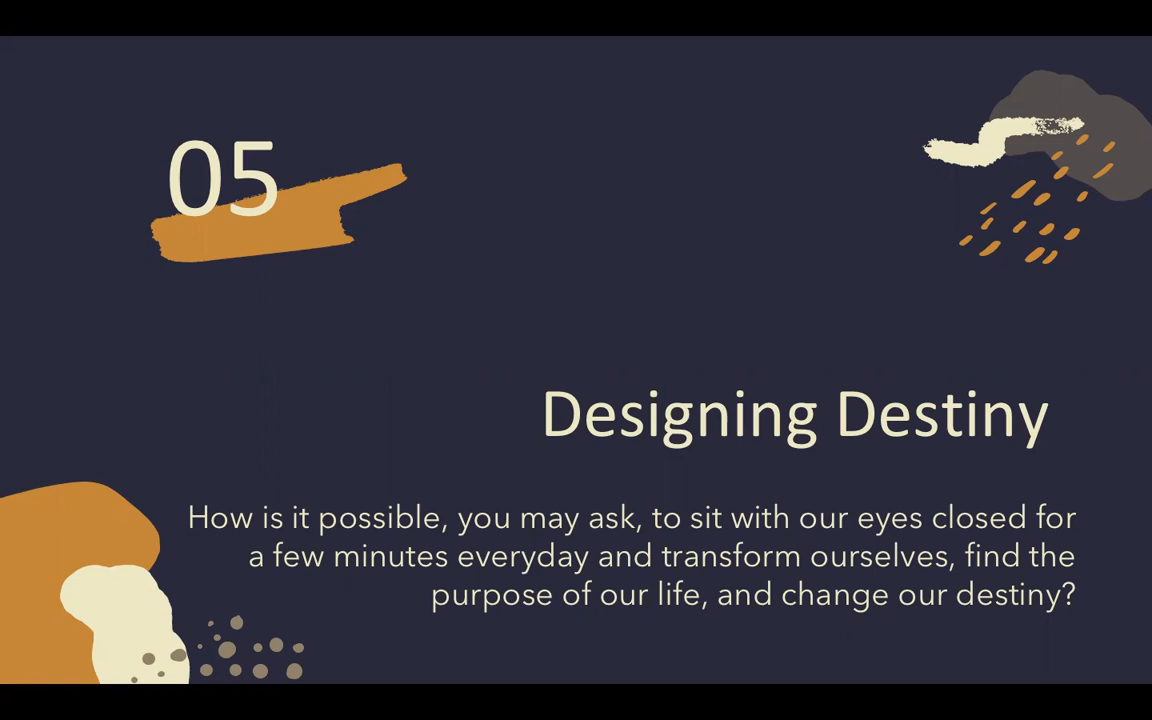 05
Designing Destiny
How is it possible, you may ask, to sit with our eyes closed for
a few minutes everyday and transform ourselves, find the
purpose of our life, and change our destiny?